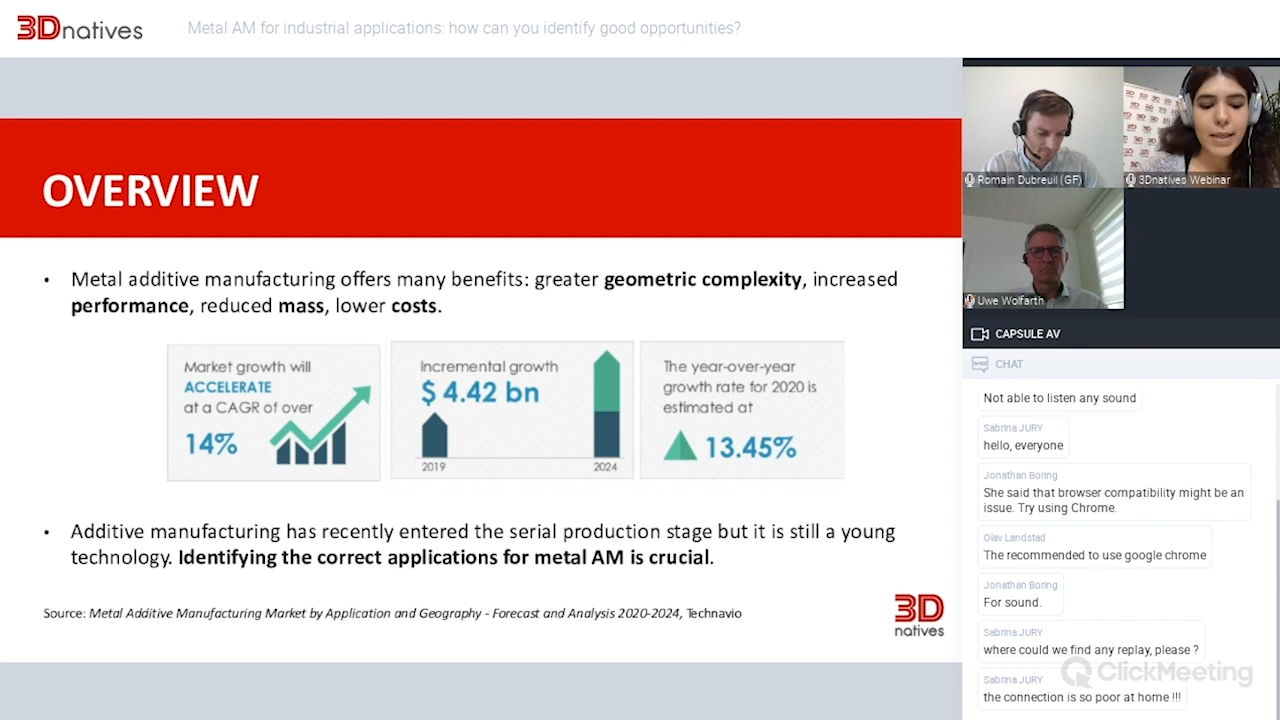 3Dnatives
Metal AM for industrial applications: how can you identify good opportunities?
OVERVIEW
• Metal additive manufacturing offers many benefits: greater geometric complexity, increased
performance, reduced mass, lower costs.
Market growth will
ACCELERATE
at a CAGR of over
14%
Incremental growth
$ 4.42 bn
2019
2024
The year-over-year
growth rate for 2020 is
estimated at
13.45%
• Additive manufacturing has recently entered the serial production stage but it is still a young
technology. Identifying the correct applications for metal AM is crucial.
Source: Metal Additive Manufacturing Market by Application and Geography - Forecast and Analysis 2020-2024, Technavio
3D
natives
Romain Dubreuil (GF)
3Dnatives Webinar
Uwe Wolfarth
CAPSULE AV
CHAT
Not able to listen any sound
Sabrina JURY
hello, everyone
Jonathan Boring
She said that browser compatibility might be an
issue. Try using Chrome.
Olav Landstad
The recommended to use google chrome
Jonathan Boring
For sound.
Sabrina JURY
where could we find any replay, please ?
ClickMeeting
Sabrina JURY
the connection is so poor at home !!!